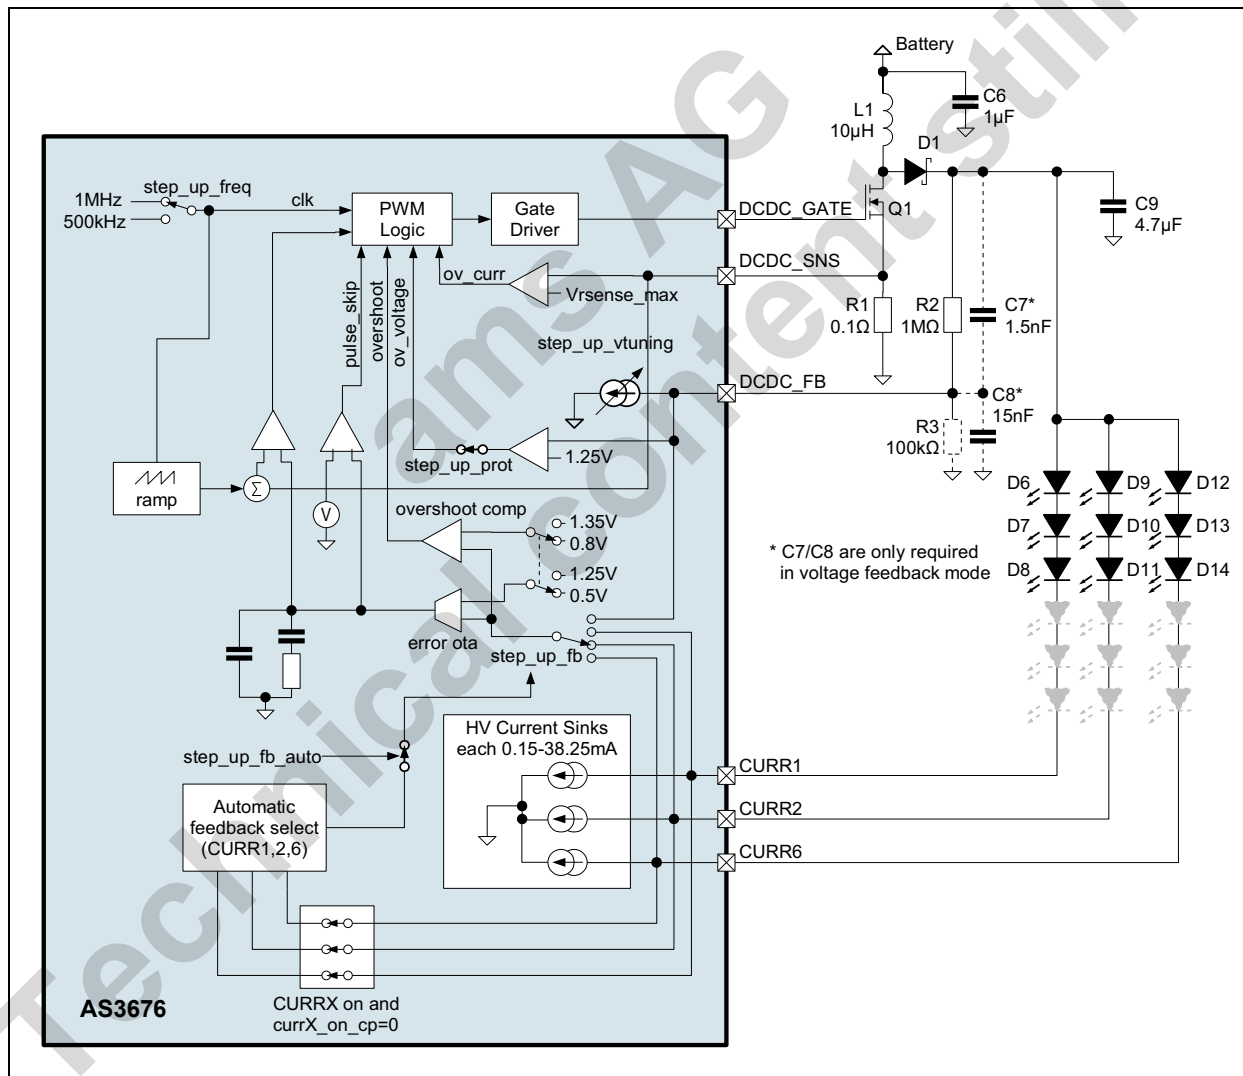 Battery
C6
1µF
L1
10µH
D1
C9
4.7µF
Q1
1MHz
step_up_freq
500kHz
clk
PWM
Logic
Gate
Driver
DCDC_GATE
DCDC_SNS
ov_curr
Vrsense_max
pulse_skip
overshoot
ov_voltage
R1
0.1Ω
R2
1MΩ
C7*
1.5nF
step_up_vtuning
DCDC_FB
C8*
15nF
R3
100kΩ
step_up_prot
1.25V
ramp
Σ
V
overshoot comp
1.35V
0.8V
1.25V
0.5V
error ota
step_up_fb
D6
D9
D12
D7
D10
D13
D8
D11
D14
* C7/C8 are only required
in voltage feedback mode
HV Current Sinks
each 0.15-38.25mA
step_up_fb_auto
Automatic
feedback select
(CURR1,2,6)
CURR1
CURR2
CURR6
CURRX on and
currX_on_cp=0
AS3676
ams AG
Technical content still